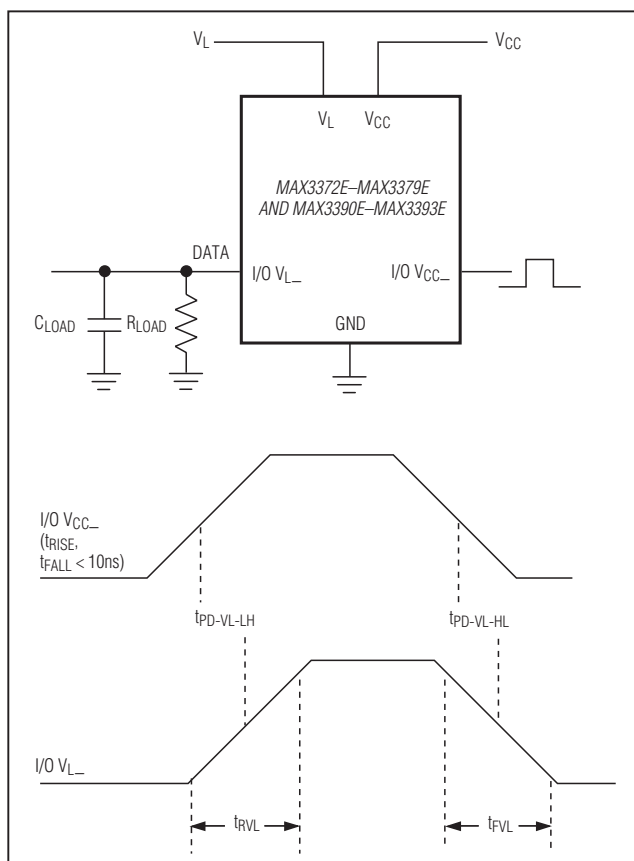 VL
VCC
VL
VCC
MAX3372E–MAX3379E
AND MAX3390E–MAX3393E
DATA
I/O VL_
I/O VCC_
CLOAD
RLOAD
GND
I/O VCC_
(tRISE,
tFALL < 10ns)
tPD-VL-LH
tPD-VL-HL
I/O VL_
tRVL
tFVL